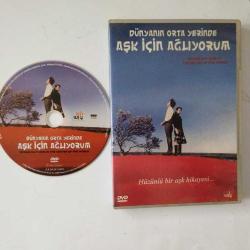 DÜNYANIN ORTA YERİNDE
AŞK İÇİN AĞLIYORUM
Hüzünlü bir aşk hikayesi...
DVD
DÜNYANIN ORTA YERİNDE
AŞK İÇİN AĞLIYORUM
DVD